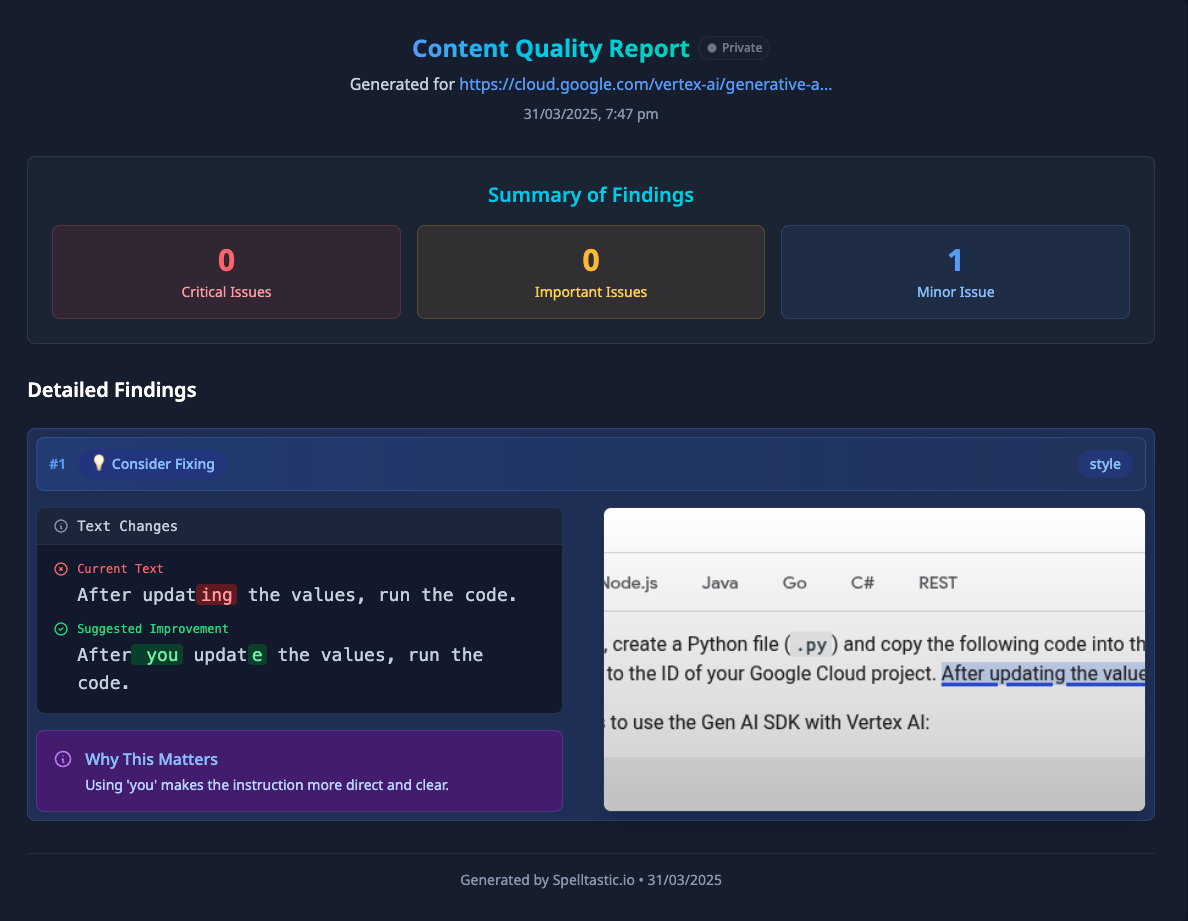 Content Quality Report
Private
Generated for https://cloud.google.com/vertex-ai/generative-a...
31/03/2025, 7:47 pm
Summary of Findings
0
Critical Issues
0
Important Issues
1
Minor Issue
Detailed Findings
#1 💡 Consider Fixing
style
Text Changes
Current Text
After updating the values, run the code.
Suggested Improvement
After you update the values, run the
code.
Why This Matters
Using 'you' makes the instruction more direct and clear.
Node.js Java Go C# REST
, create a Python file (.py) and copy the following code into th
to the ID of your Google Cloud project. After updating the value
s to use the Gen AI SDK with Vertex AI:
Generated by Spelltastic.io • 31/03/2025